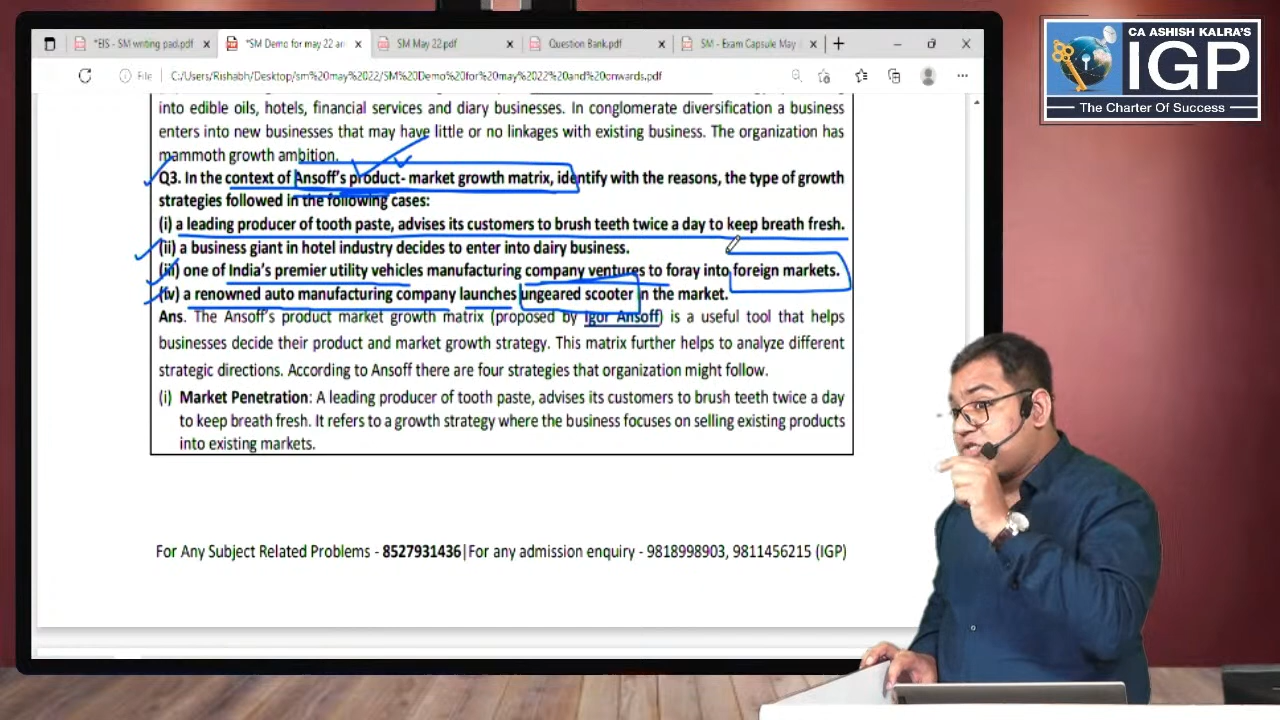 *EIS - SM writing pad.pdf
*SM Demo for may 22 an
SM May 22.pdf
Question Bank.pdf
SM - Exam Capsule May
File
C:/Users/Rishabh/Desktop/sm%20may%2022/SM%20Demo%20for%20may%2022%20and%20onwards.pdf
CA ASHISH KALRA'S
IGP
The Charter Of Success
into edible oils, hotels, financial services and diary businesses. In conglomerate diversification a business
enters into new businesses that may have little or no linkages with existing business. The organization has
mammoth growth ambition.
Q3. In the context of Ansoff's product- market growth matrix, identify with the reasons, the type of growth
strategies followed in the following cases:
(i) a leading producer of tooth paste, advises its customers to brush teeth twice a day to keep breath fresh.
(ii) a business giant in hotel industry decides to enter into dairy business.
(iii) one of India's premier utility vehicles manufacturing company ventures to foray into foreign markets.
(iv) a renowned auto manufacturing company launches ungeared scooter in the market.
Ans. The Ansoff's product market growth matrix (proposed by Igor Ansoff) is a useful tool that helps
businesses decide their product and market growth strategy. This matrix further helps to analyze different
strategic directions. According to Ansoff there are four strategies that organization might follow.
(i) Market Penetration: A leading producer of tooth paste, advises its customers to brush teeth twice a day
to keep breath fresh. It refers to a growth strategy where the business focuses on selling existing products
into existing markets.
For Any Subject Related Problems - 8527931436|For any admission enquiry - 9818998903, 9811456215 (IGP)